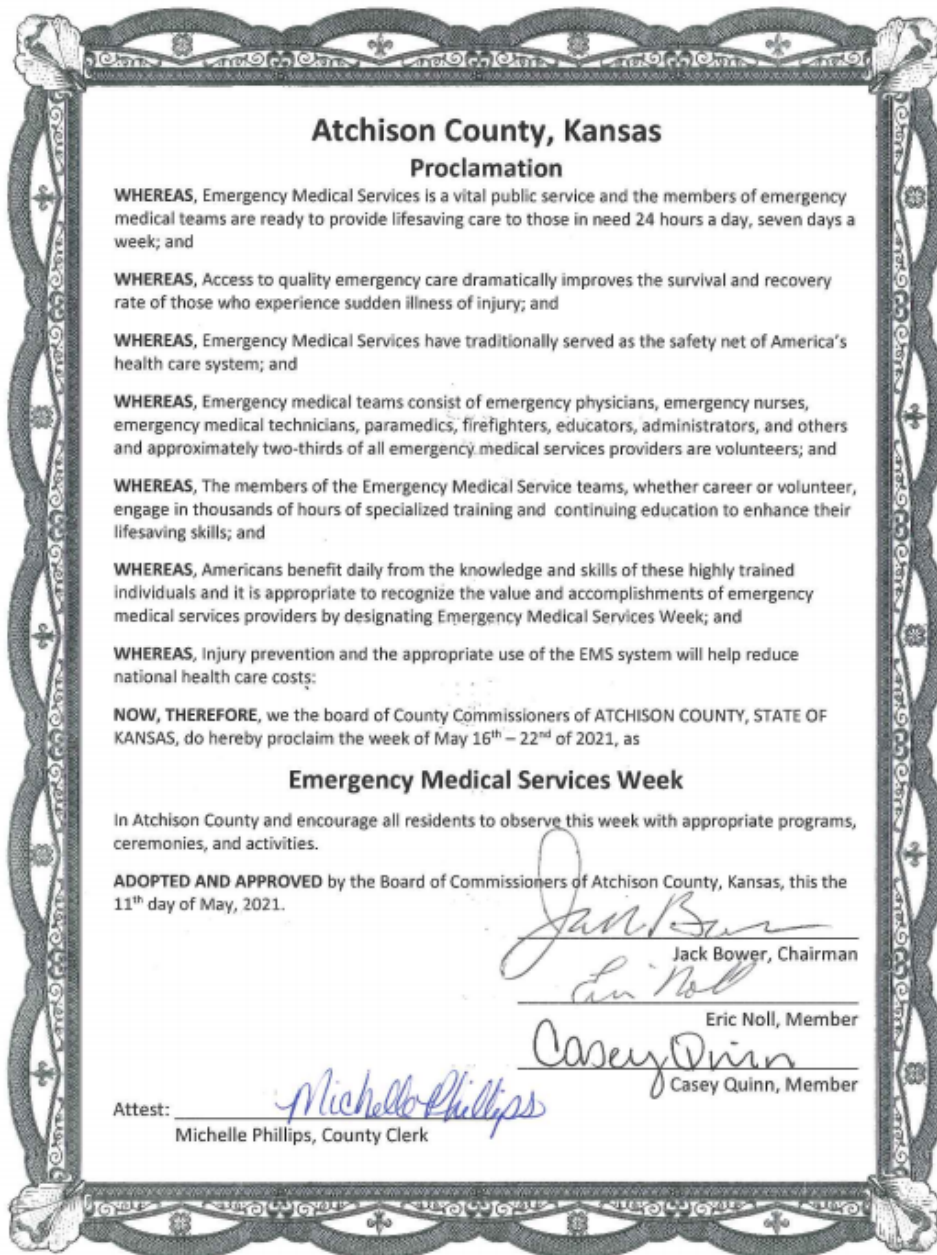 Atchison County, Kansas
Proclamation
WHEREAS, Emergency Medical Services is a vital public service and the members of emergency
medical teams are ready to provide lifesaving care to those in need 24 hours a day, seven days a
week; and
WHEREAS, Access to quality emergency care dramatically improves the survival and recovery
rate of those who experience sudden illness of injury; and
WHEREAS, Emergency Medical Services have traditionally served as the safety net of America's
health care system; and
WHEREAS, Emergency medical teams consist of emergency physicians, emergency nurses,
emergency medical technicians, paramedics, firefighters, educators, administrators, and others
and approximately two-thirds of all emergency medical services providers are volunteers; and
WHEREAS, The members of the Emergency Medical Service teams, whether career or volunteer,
engage in thousands of hours of specialized training and continuing education to enhance their
lifesaving skills; and
WHEREAS, Americans benefit daily from the knowledge and skills of these highly trained
individuals and it is appropriate to recognize the value and accomplishments of emergency
medical services providers by designating Emergency Medical Services Week; and
WHEREAS, Injury prevention and the appropriate use of the EMS system will help reduce
national health care costs:
NOW, THEREFORE, we the board of County Commissioners of ATCHISON COUNTY, STATE OF
KANSAS, do hereby proclaim the week of May 16th – 22nd of 2021, as
Emergency Medical Services Week
In Atchison County and encourage all residents to observe this week with appropriate programs,
ceremonies, and activities.
ADOPTED AND APPROVED by the Board of Commissioners of Atchison County, Kansas, this the
11th day of May, 2021.
Jack Bower
Jack Bower, Chairman
Eric Noll
Eric Noll, Member
Casey Quinn
Casey Quinn, Member
Attest: Michelle Phillips
Michelle Phillips, County Clerk